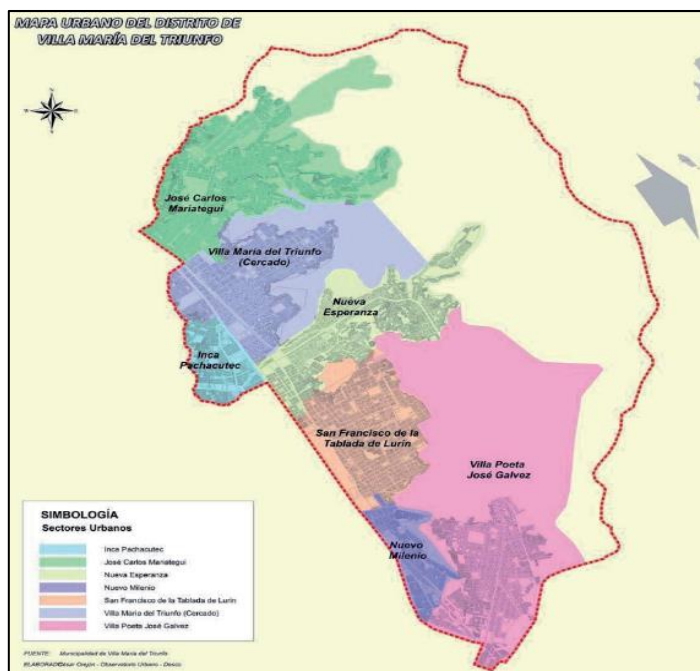 MAPA URBANO DEL DISTRITO DE
VILLA MARÍA DEL TRIUNFO
José Carlos
Mariategui
Villa María del Triunfo
(Cercado)
Nueva
Esperanza
Inca
Pachacutec
San Francisco de la
Tablada de Lurín
Villa Poeta
José Galvez
Nuevo
Milenio
SIMBOLOGÍA
Sectores Urbanos
Inca Pachacutec
José Carlos Mariategui
Nueva Esperanza
Nuevo Milenio
San Francisco de la Tablada de Lurín
Villa María del Triunfo (Cercado)
Villa Poeta José Galvez
FUENTE: Municipalidad de Villa María del Triunfo
Observatorio Urbano - Desco